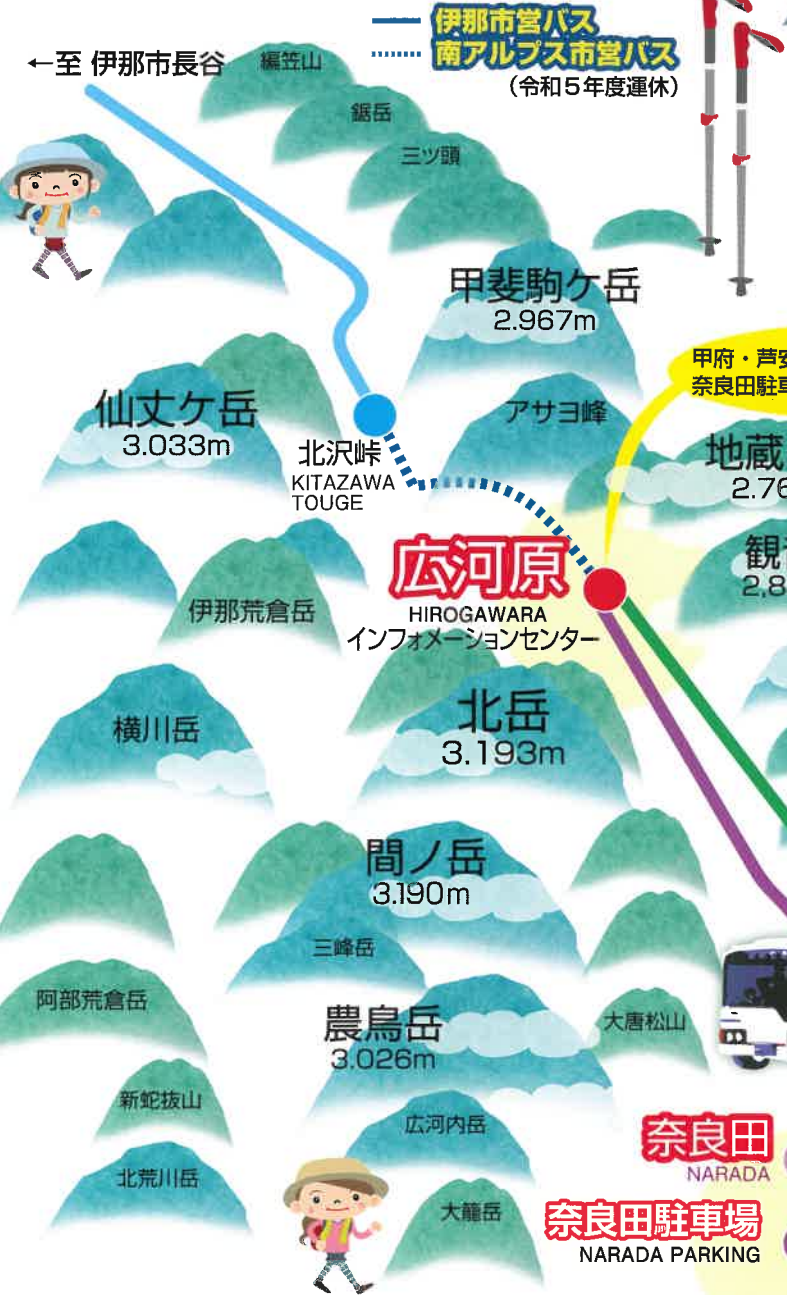 伊那市営バス
南アルプス市営バス
（令和5年度運休）
←至 伊那市長谷
編笠山
鋸岳
三ツ頭
甲斐駒ケ岳
2.967m
甲府・芦安
奈良田駐車
仙丈ケ岳
3.033m
アサヨ峰
北沢峠
KITAZAWA
TOUGE
地蔵
2.76
観
2,8
広河原
HIROGAWARA
インフォメーションセンター
伊那荒倉岳
横川岳
北岳
3.193m
間ノ岳
3.190m
三峰岳
阿部荒倉岳
農鳥岳
3.026m
大唐松山
新蛇抜山
広河内岳
北荒川岳
大籠岳
奈良田
NARADA
奈良田駐車場
NARADA PARKING